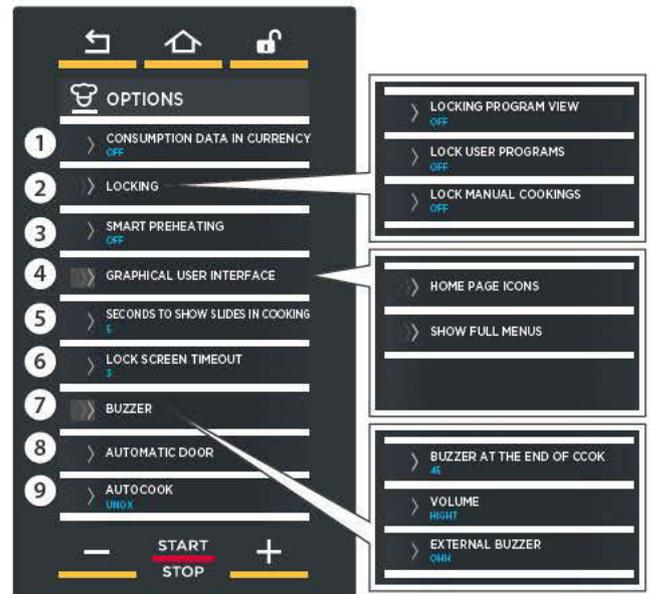 OPTIONS
1
CONSUMPTION DATA IN CURRENCY
OFF
2
LOCKING
3
SMART PREHEATING
OFF
4
GRAPHICAL USER INTERFACE
5
SECONDS TO SHOW SLIDES IN COOKING
5
6
LOCK SCREEN TIMEOUT
3
7
BUZZER
8
AUTOMATIC DOOR
9
AUTOCOOK
UNOX
START
STOP
LOCKING PROGRAM VIEW
OFF
LOCK USER PROGRAMS
OFF
LOCK MANUAL COOKINGS
OFF
HOME PAGE ICONS
SHOW FULL MENUS
BUZZER AT THE END OF CCOK
45
VOLUME
HIGHT
EXTERNAL BUZZER
OHH